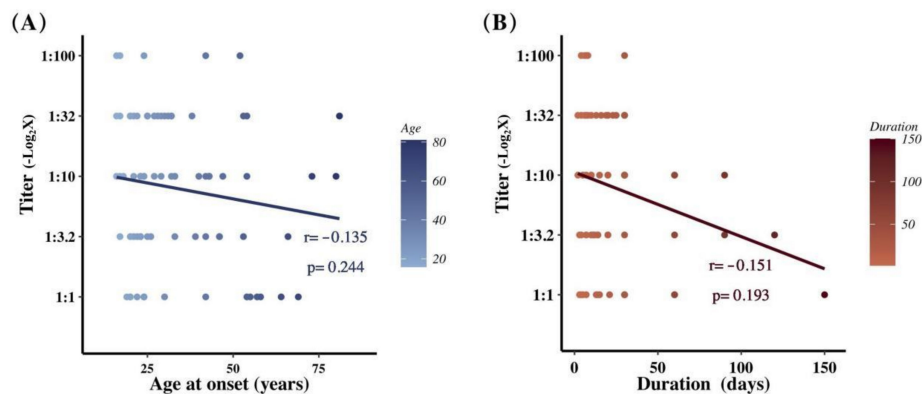 (A)
Titer (-Log₂X)
1:100
1:32
1:10
1:3.2
1:1
r= −0.135
p= 0.244
25
50
75
Age at onset (years)
Age
80
60
40
20
(B)
Titer (-Log₂X)
1:100
1:32
1:10
1:3.2
1:1
r= −0.151
p= 0.193
0
50
100
150
Duration (days)
Duration
150
100
50